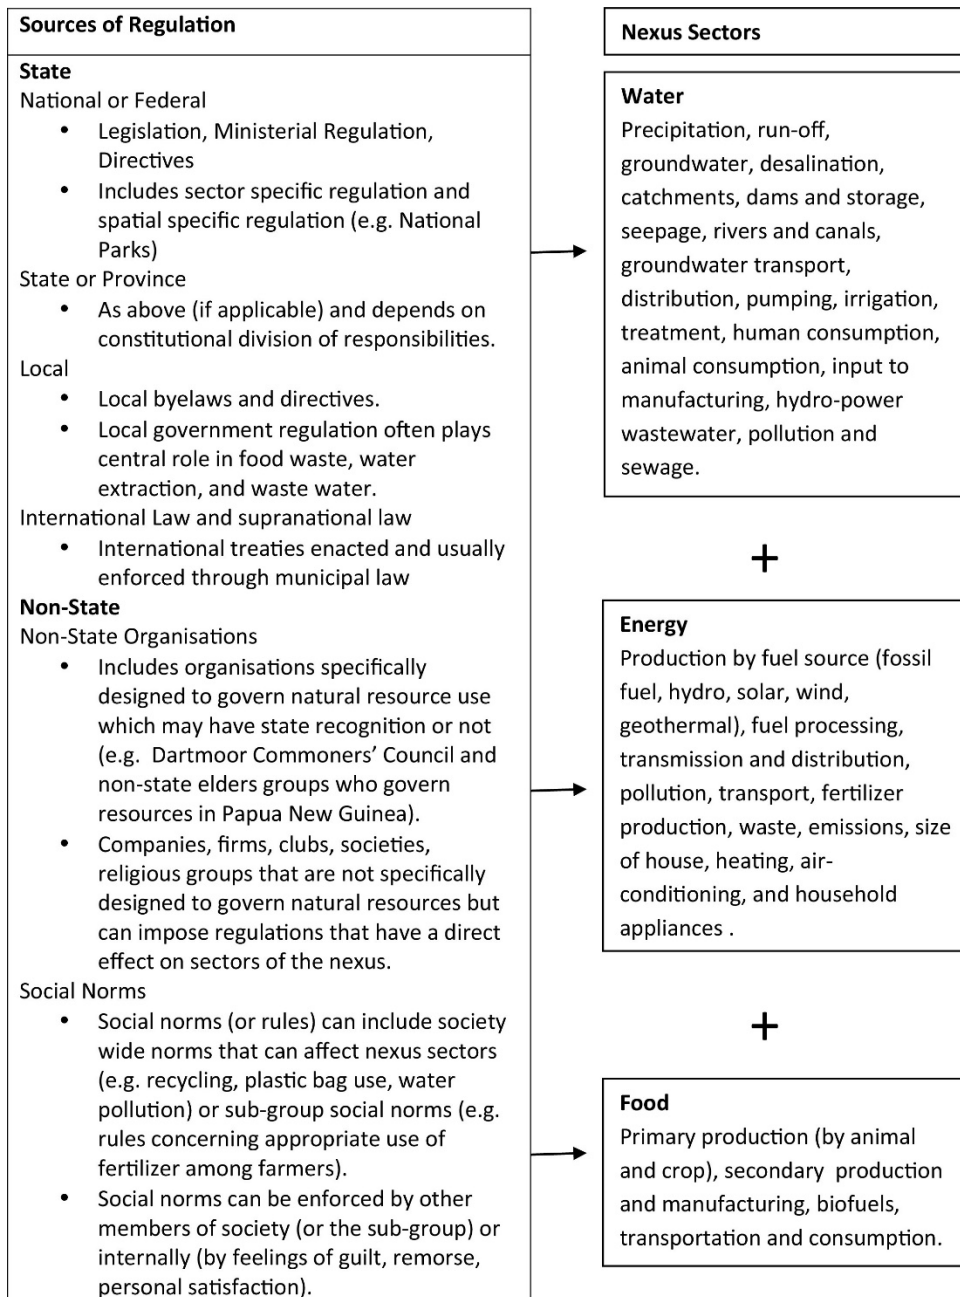 Sources of Regulation
State
National or Federal
• Legislation, Ministerial Regulation,
Directives
• Includes sector specific regulation and
spatial specific regulation (e.g. National
Parks)
State or Province
• As above (if applicable) and depends on
constitutional division of responsibilities.
Local
• Local byelaws and directives.
• Local government regulation often plays
central role in food waste, water
extraction, and waste water.
International Law and supranational law
• International treaties enacted and usually
enforced through municipal law
Non-State
Non-State Organisations
• Includes organisations specifically
designed to govern natural resource use
which may have state recognition or not
(e.g. Dartmoor Commoners' Council and
non-state elders groups who govern
resources in Papua New Guinea).
• Companies, firms, clubs, societies,
religious groups that are not specifically
designed to govern natural resources but
can impose regulations that have a direct
effect on sectors of the nexus.
Social Norms
• Social norms (or rules) can include society
wide norms that can affect nexus sectors
(e.g. recycling, plastic bag use, water
pollution) or sub-group social norms (e.g.
rules concerning appropriate use of
fertilizer among farmers).
• Social norms can be enforced by other
members of society (or the sub-group) or
internally (by feelings of guilt, remorse,
personal satisfaction).
Nexus Sectors
Water
Precipitation, run-off,
groundwater, desalination,
catchments, dams and storage,
seepage, rivers and canals,
groundwater transport,
distribution, pumping, irrigation,
treatment, human consumption,
animal consumption, input to
manufacturing, hydro-power
wastewater, pollution and
sewage.
+
Energy
Production by fuel source (fossil
fuel, hydro, solar, wind,
geothermal), fuel processing,
transmission and distribution,
pollution, transport, fertilizer
production, waste, emissions, size
of house, heating, air-
conditioning, and household
appliances .
+
Food
Primary production (by animal
and crop), secondary production
and manufacturing, biofuels,
transportation and consumption.